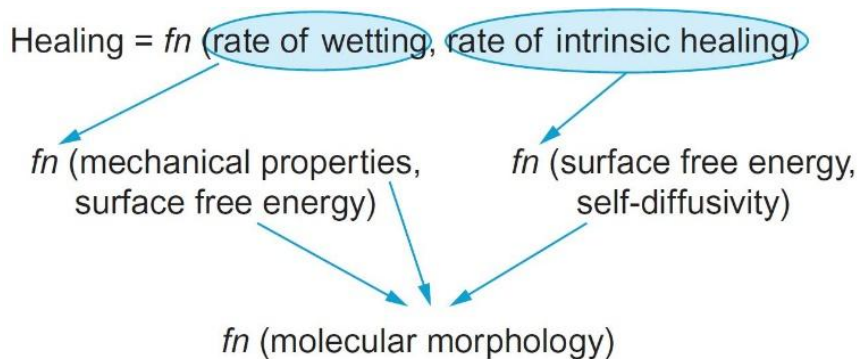 Healing = fn (rate of wetting, rate of intrinsic healing)
fn (mechanical properties,
surface free energy)
fn (surface free energy,
self-diffusivity)
fn (molecular morphology)